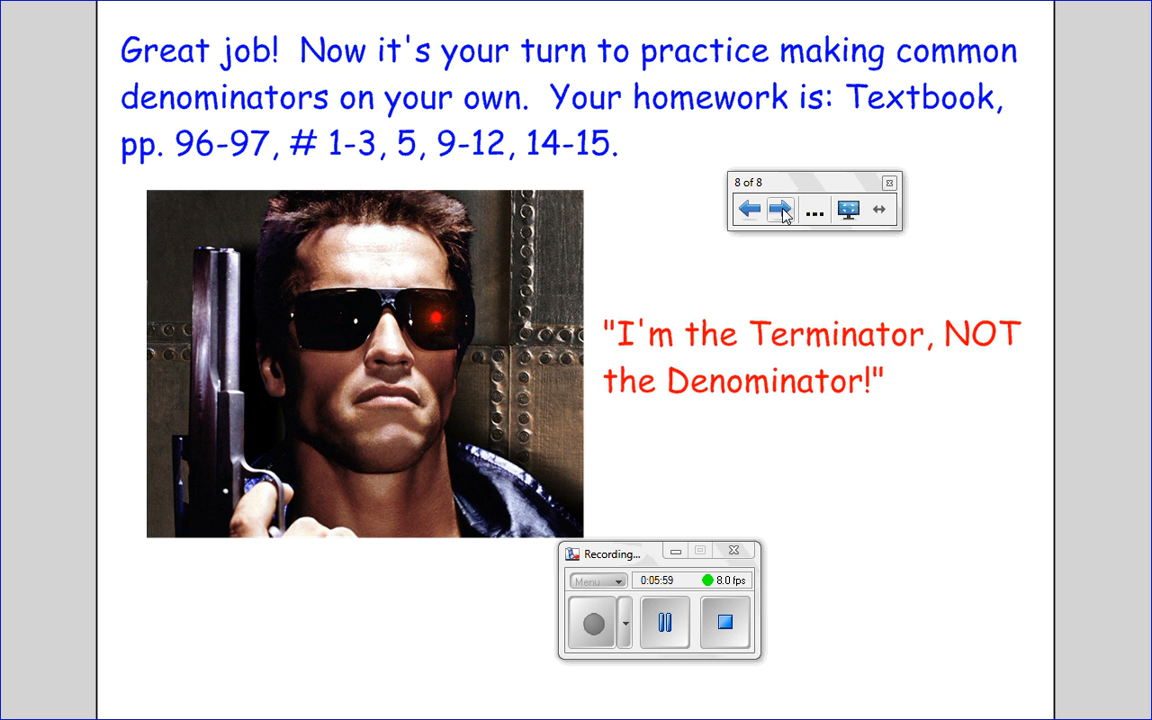 Great job!  Now it's your turn to practice making common
denominators on your own.  Your homework is: Textbook,
pp. 96-97, # 1-3, 5, 9-12, 14-15.
8 of 8
...
"I'm the Terminator, NOT
the Denominator!"
Recording...
Menu
0:05:59
8.0 fps